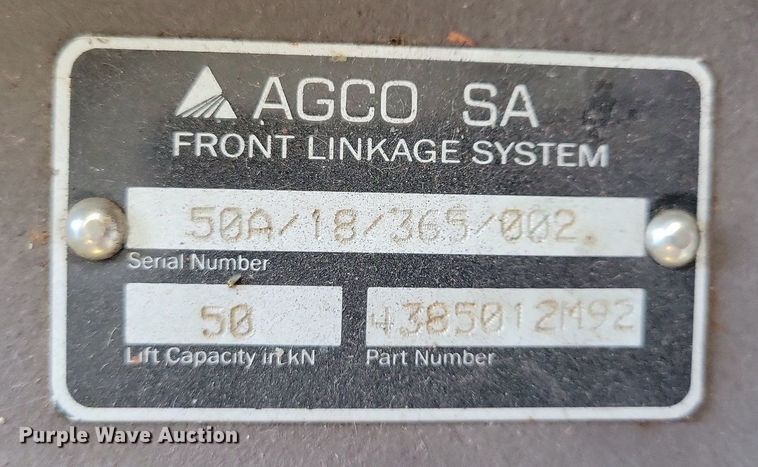 AGCO SA
FRONT LINKAGE SYSTEM
50A/18/365/002.
Serial Number
50
Lift Capacity in kN
4385012M92
Part Number
Purple Wave Auction